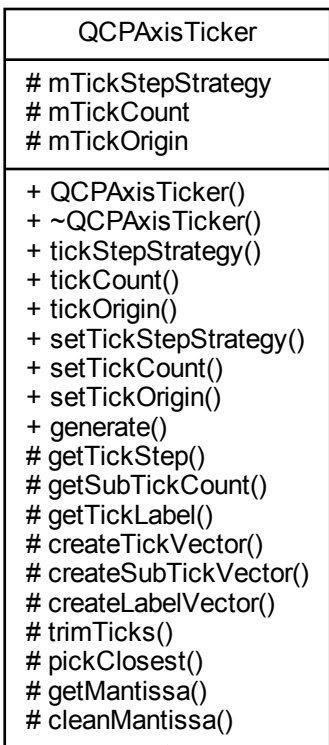 QCPAxisTicker
# mTickStepStrategy
# mTickCount
# mTickOrigin
+ QCPAxisTicker()
+ ~QCPAxisTicker()
+ tickStepStrategy()
+ tickCount()
+ tickOrigin()
+ setTickStepStrategy()
+ setTickCount()
+ setTickOrigin()
+ generate()
# getTickStep()
# getSubTickCount()
# getTickLabel()
# createTickVector()
# createSubTickVector()
# createLabelVector()
# trimTicks()
# pickClosest()
# getMantissa()
# cleanMantissa()